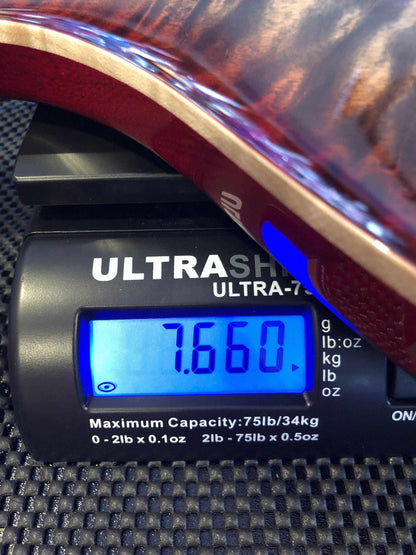 ULTRASH
ULTRA-7
7.660
g
lb:oz
kg
lb
oz
Maximum Capacity:75lb/34kg
0 - 2lb x 0.1oz 2lb - 75lb x 0.5oz
ON/